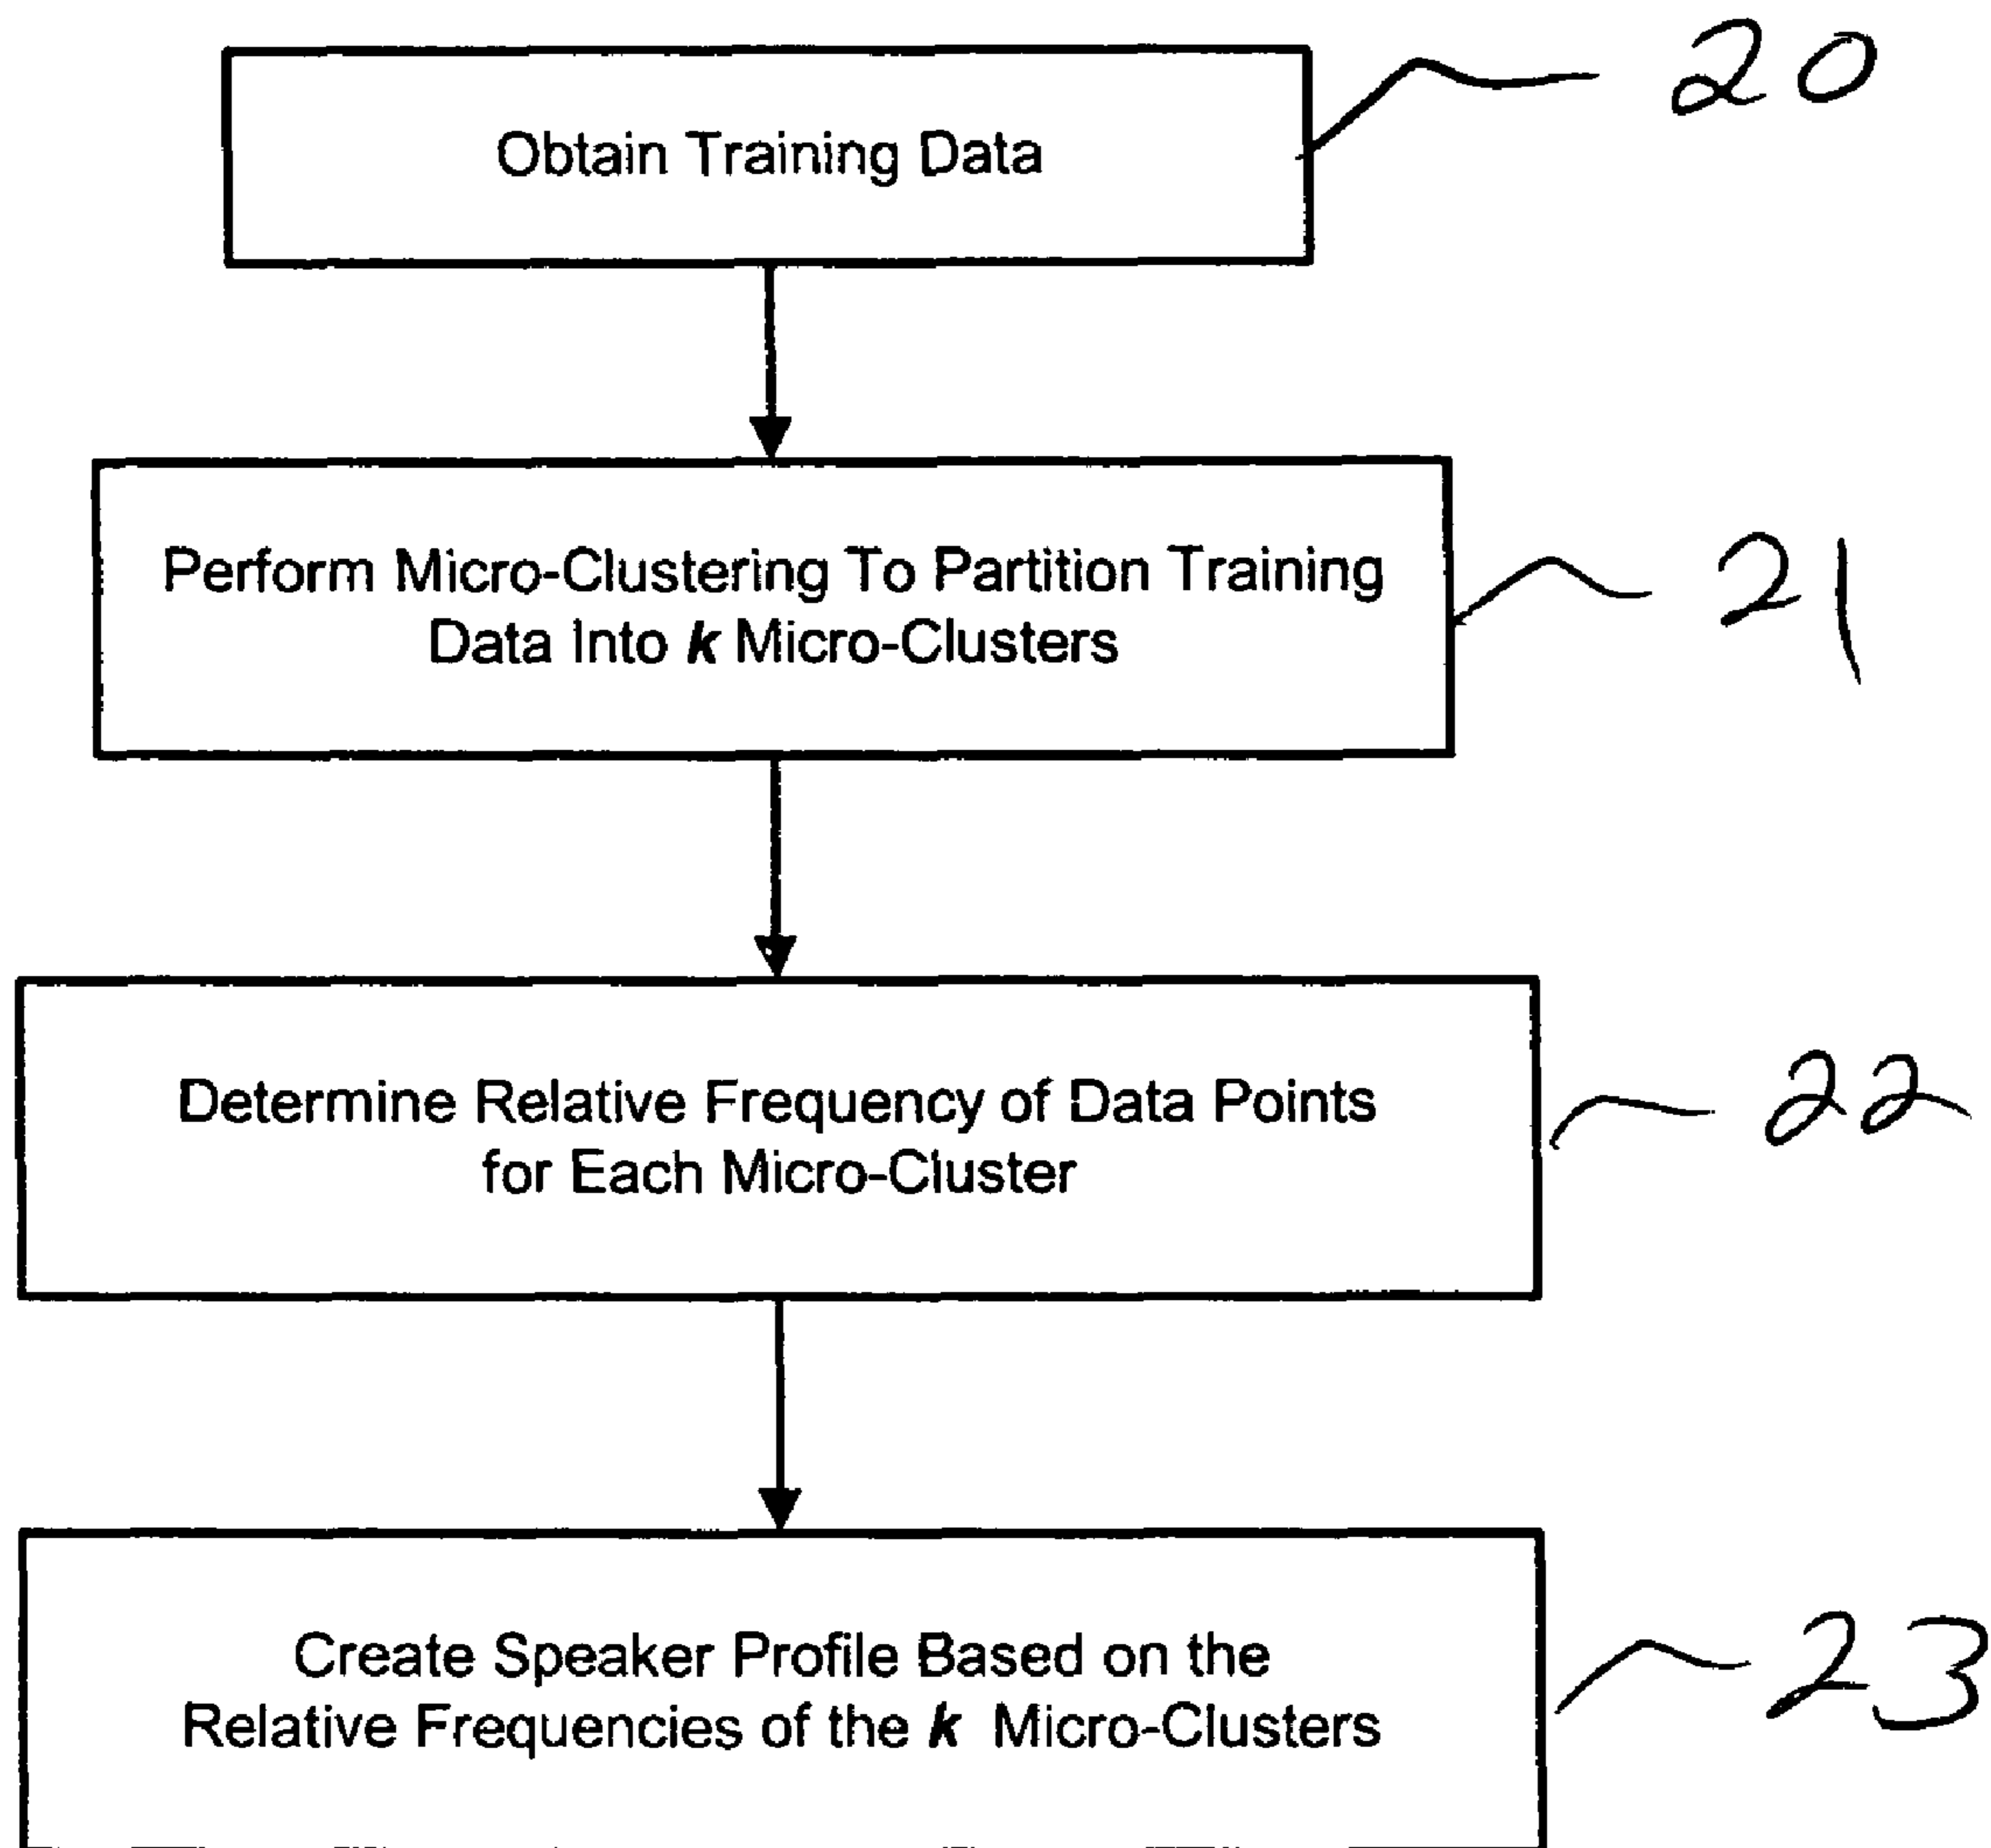 Obtain Training Data
20
Perform Micro-Clustering To Partition Training
Data Into k Micro-Clusters
21
Determine Relative Frequency of Data Points
for Each Micro-Cluster
22
Create Speaker Profile Based on the
Relative Frequencies of the k Micro-Clusters
23